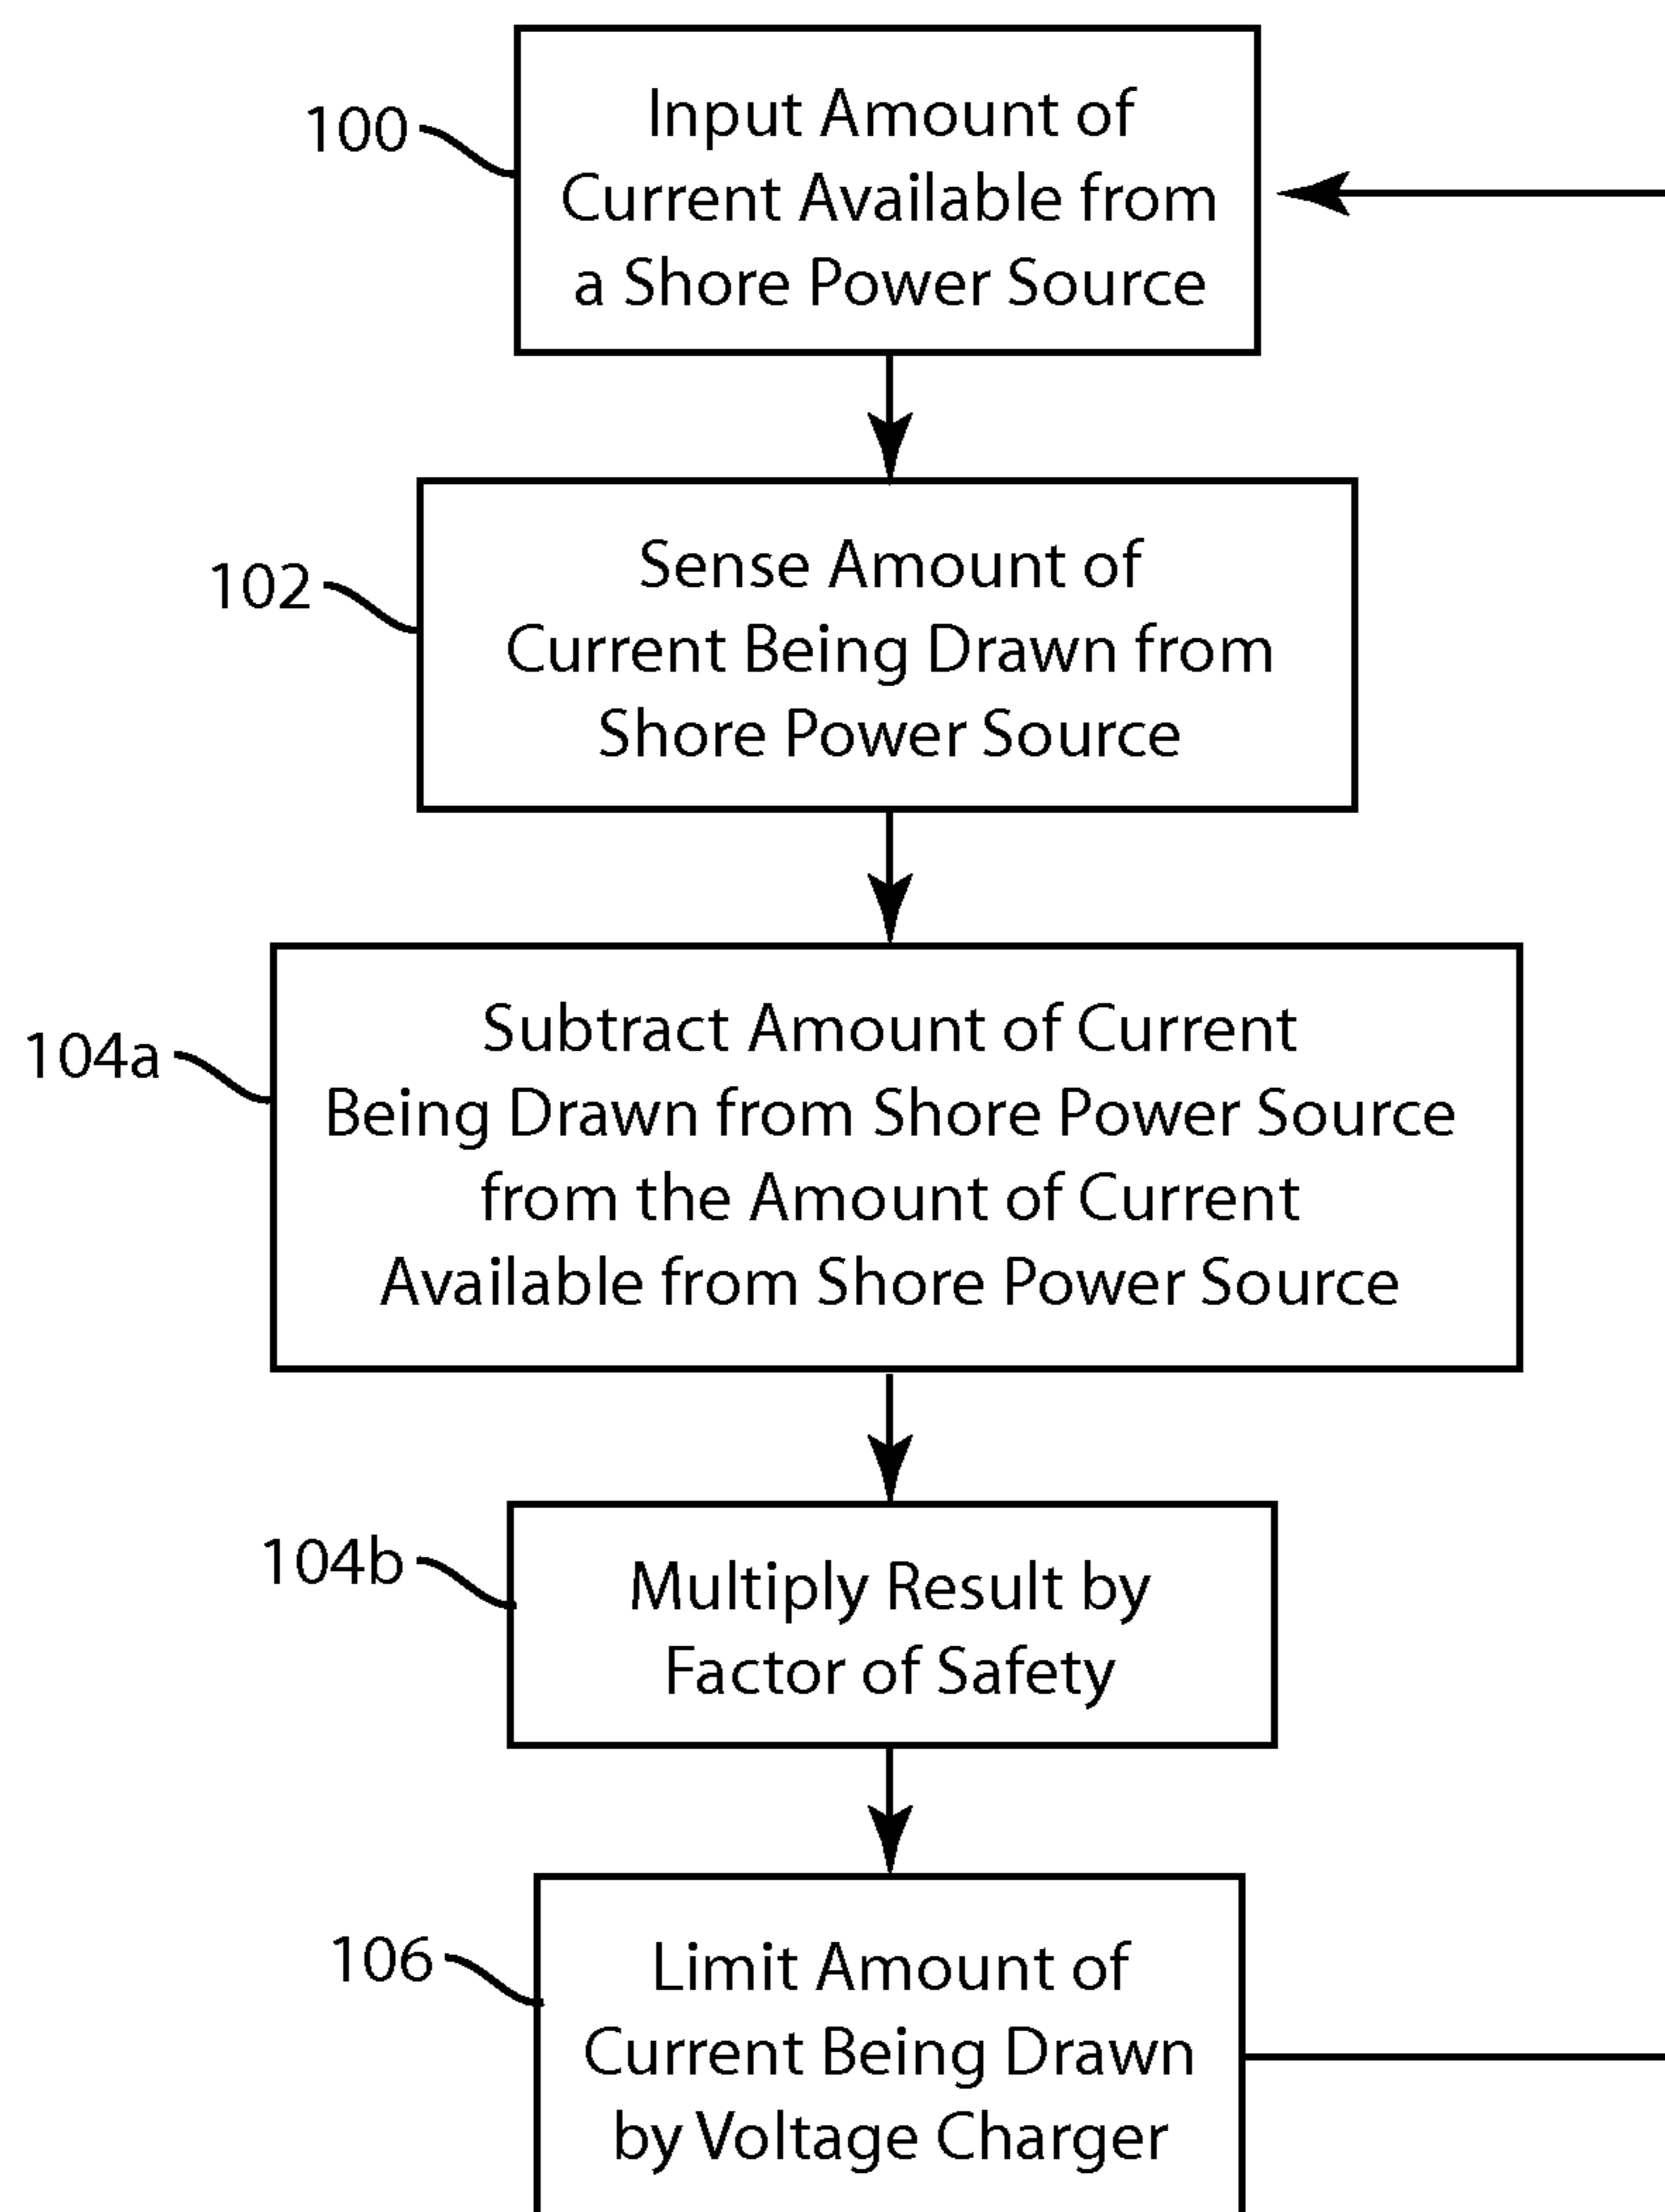 100
Input Amount of
Current Available from
a Shore Power Source
102
Sense Amount of
Current Being Drawn from
Shore Power Source
104a
Subtract Amount of Current
Being Drawn from Shore Power Source
from the Amount of Current
Available from Shore Power Source
104b
Multiply Result by
Factor of Safety
106
Limit Amount of
Current Being Drawn
by Voltage Charger